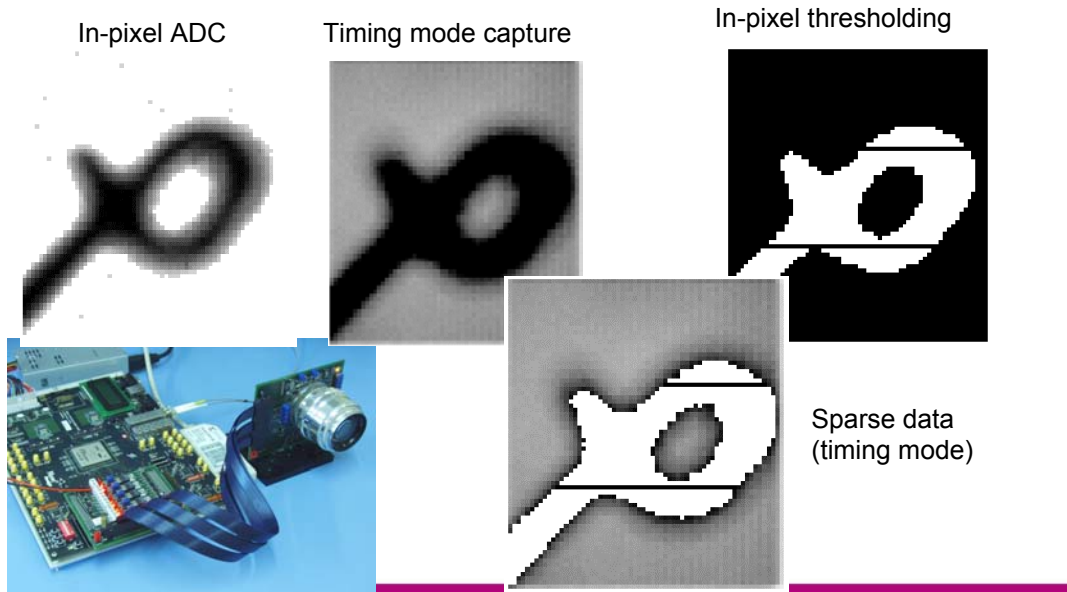 In-pixel ADC
Timing mode capture
In-pixel thresholding
Sparse data
(timing mode)